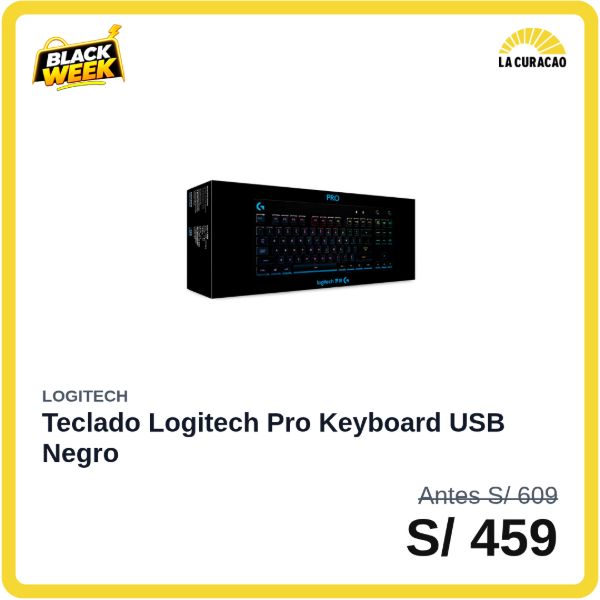 BLACK
WEEK
LA CURACAO
PRO
logitech
LOGITECH
Teclado Logitech Pro Keyboard USB
Negro
Antes S/ 609
S/ 459